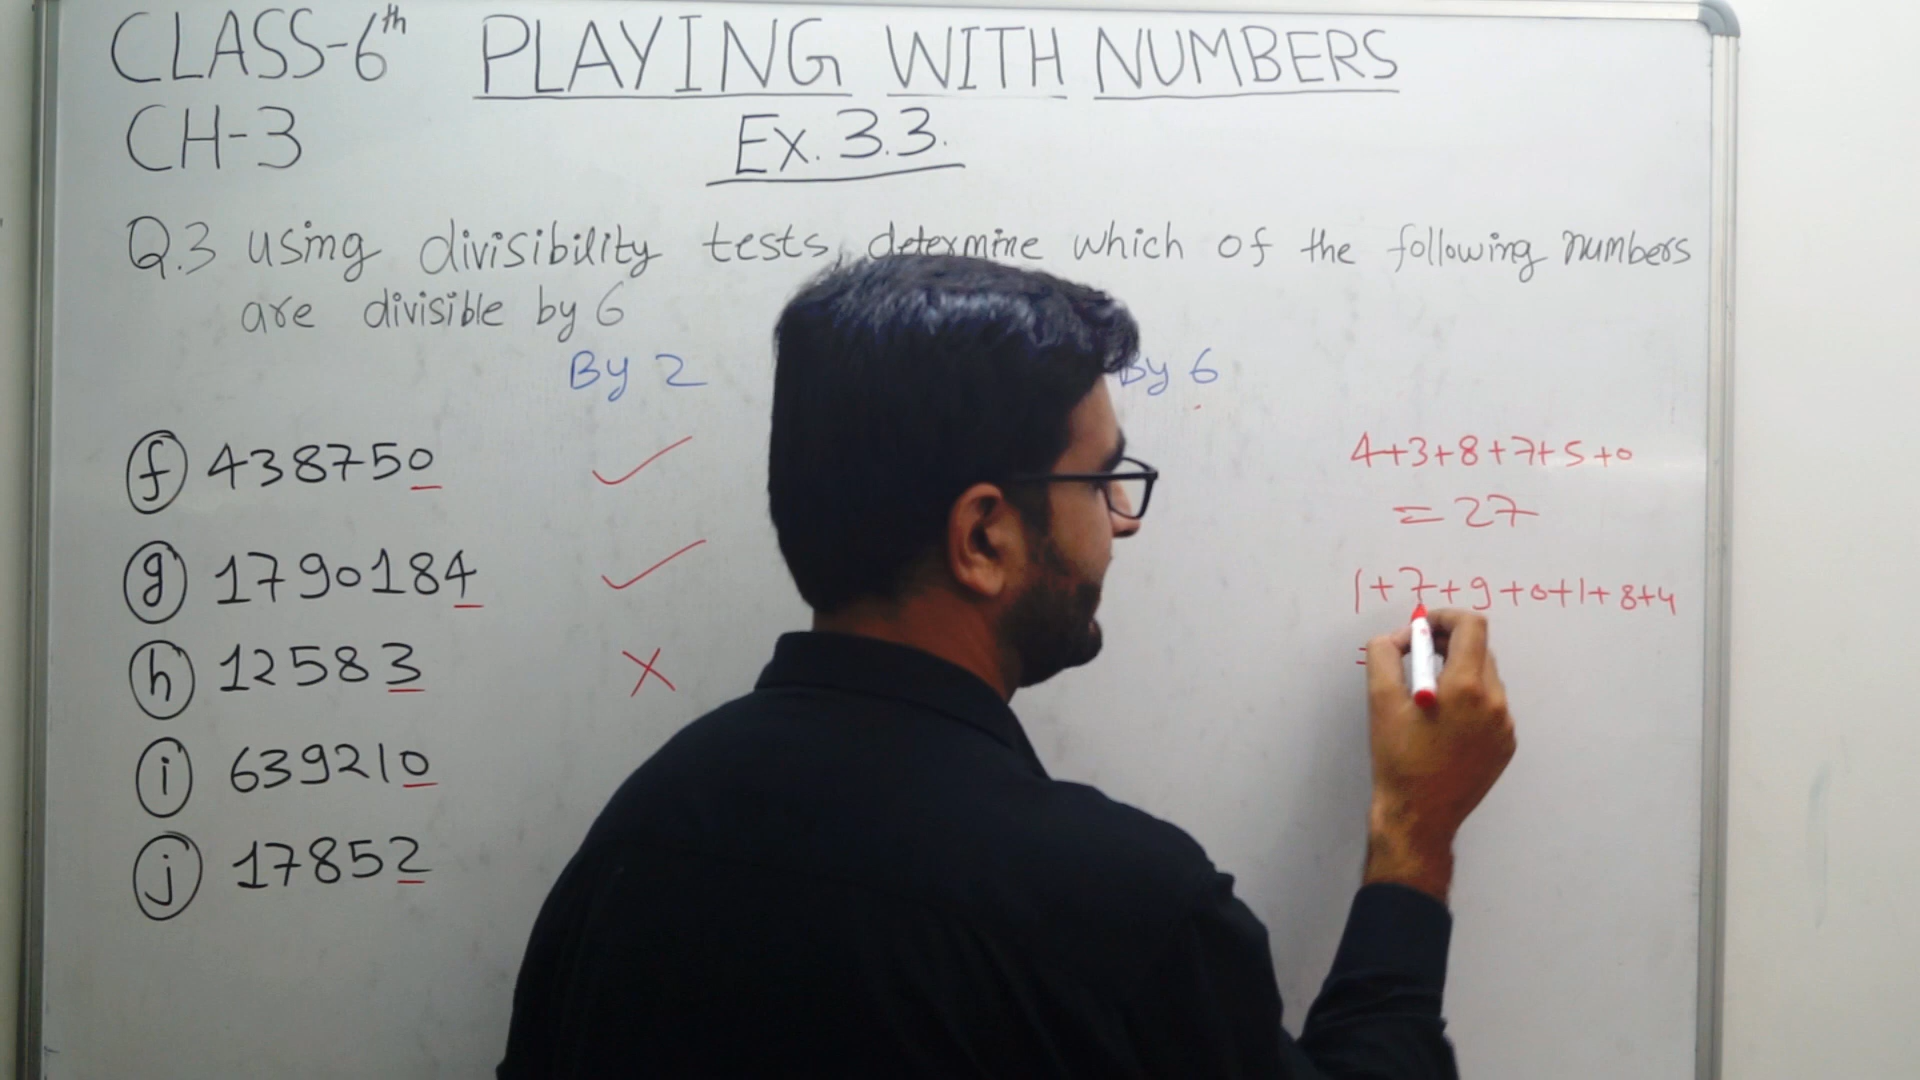 CLASS-6th PLAYING WITH NUMBERS
CH-3
Ex. 3.3.
Q.3 using divisibility tests, determine which of the following numbers
are divisible by 6
By 2 By 6
f 438750
4+3+8+7+5+0
= 27
g 1790184
1+7+9+0+1+8+4
=
h 12583 X
i 639210
j 17852